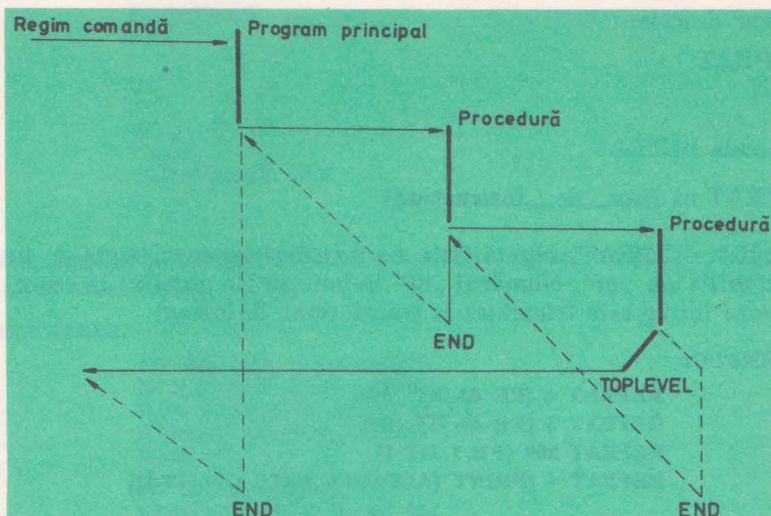 Regim comandă
Program principal
Procedură
Procedură
END
TOPLEVEL
END
END